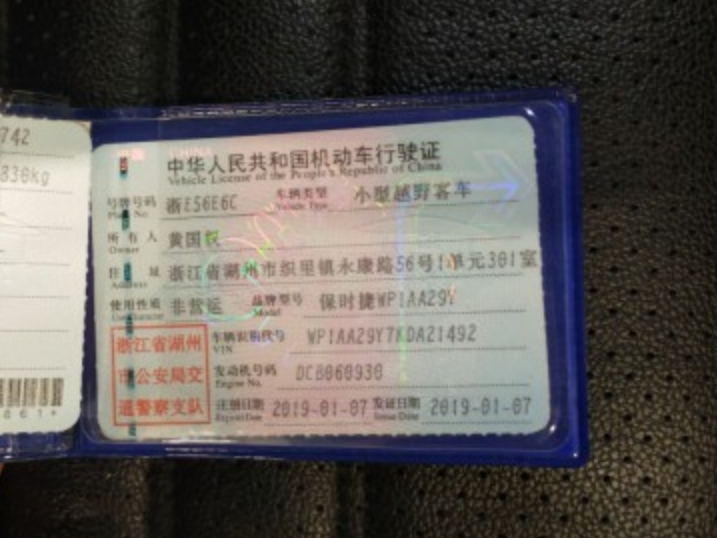 742
830kg
861*
中华人民共和国机动车行驶证
Vehicle License of the People's Republic of China
号牌号码 浙E56E6C 车辆类型 小型越野客车
Plate No. Vehicle Type
所有人 黄国
Owner
住址 浙江省湖州市织里镇永康路56号1单元301室
Address
使用性质 非营运 品牌型号 保时捷WP1AA29Y
Use Character Model
车辆识别代号 WP1AA29Y7KDA21492
VIN
发动机号码 DCB060930
Engine No.
注册日期 2019-01-07 发证日期 2019-01-07
Issue Date
浙江省湖州
市公安局交
通警察支队